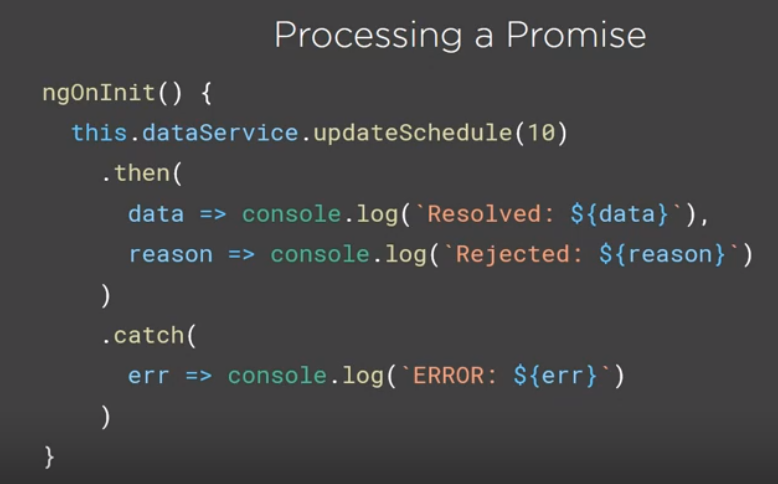 Processing a Promise
ngOnInit() {
  this.dataService.updateSchedule(10)
    .then(
      data => console.log(`Resolved: ${data}`),
      reason => console.log(`Rejected: ${reason}`)
    )
    .catch(
      err => console.log(`ERROR: ${err}`)
    )
}